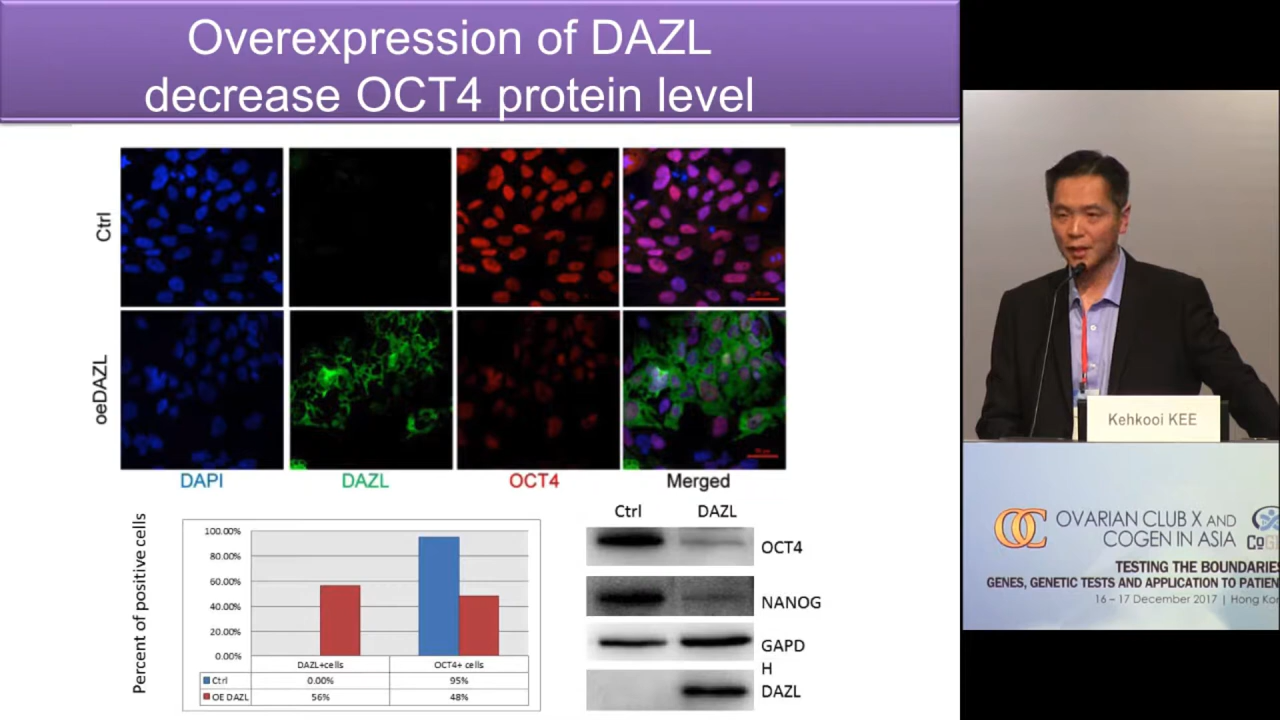 Overexpression of DAZL
decrease OCT4 protein level
Ctrl
oeDAZL
DAPI
DAZL
OCT4
Merged
Percent of positive cells
100.00%
80.00%
60.00%
40.00%
20.00%
0.00%
DAZL+cells
OCT4+ cells
Ctrl
0.00%
95%
OE DAZL
56%
48%
Ctrl
DAZL
OCT4
NANOG
GAPD
H
DAZL
Kehkooi KEE
OC
OVARIAN CLUB X AND
COGEN IN ASIA
TESTING THE BOUNDARIES
GENES, GENETIC TESTS AND APPLICATION TO PATIEN
16 – 17 December 2017 | Hong Kon